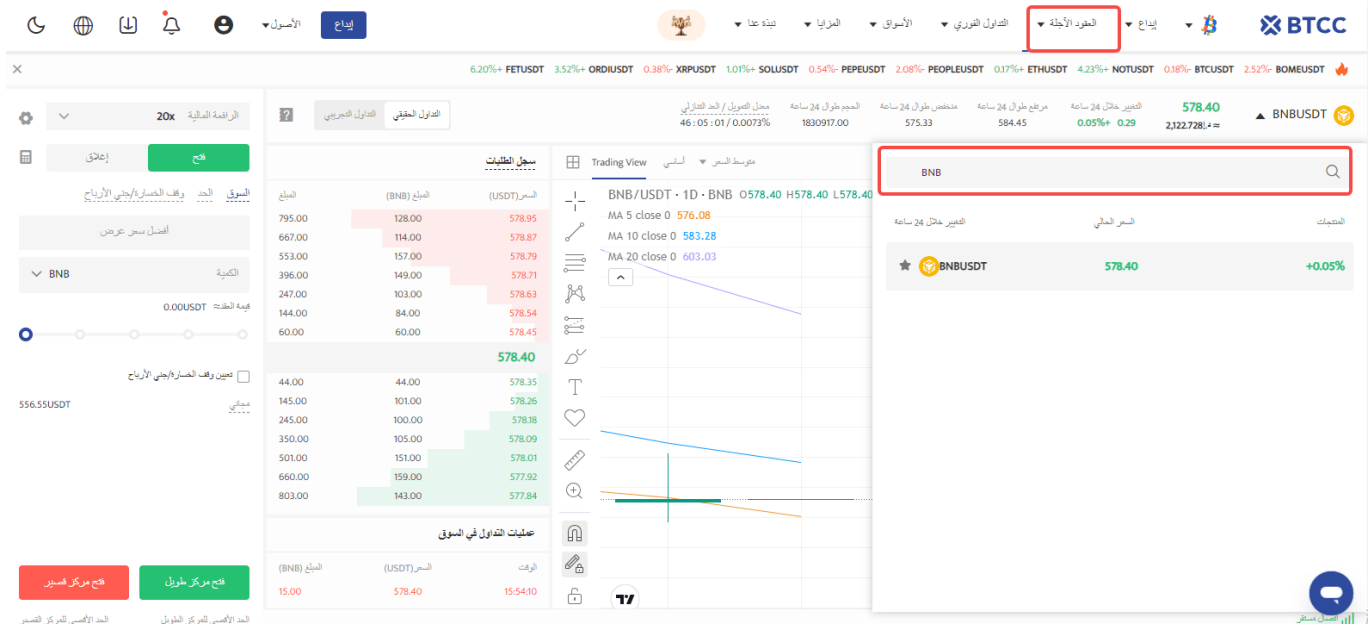 BTCC
إيداع
العقود الآجلة
التداول الفوري
الأسواق
المزايا
نبذة عنا
إيداع
الأصول
2.52%- BOMEUSDT
0.18%- BTCUSDT
4.23%+ NOTUSDT
0.17%+ ETHUSDT
2.08%- PEOPLEUSDT
0.54%- PEPEUSDT
1.01%+ SOLUSDT
0.38%- XRPUSDT
3.52%+ ORDIUSDT
6.20%+ FETUSDT
BNBUSDT
578.40
≈د.إ2,122.728
التغيير خلال 24 ساعة
0.05%+ 0.29
مرتفع طوال 24 ساعة
584.45
منخفض طوال 24 ساعة
575.33
الحجم طوال 24 ساعة
1830917.00
معدل التمويل / العد التنازلي
46 : 05 : 01 / 0.0073%
التداول الحقيقي
التداول التجريبي
الرافعة المالية 20x
فتح
إغلاق
السوق
الحد
وقف الخسارة/جني الأرباح
أفضل سعر عرض
الكمية
BNB
قيمة العقد≈ 0.00USDT
تعيين وقف الخسارة/جني الأرباح
مجاني
556.55USDT
فتح مركز طويل
فتح مركز قصير
الحد الأقصى للمركز الطويل
الحد الأقصى للمركز القصير
سجل الطلبات
السعر(USDT) المبلغ (BNB) المبلغ
578.95 128.00 795.00
578.87 114.00 667.00
578.79 157.00 553.00
578.71 149.00 396.00
578.63 103.00 247.00
578.54 84.00 144.00
578.45 60.00 60.00
578.40
578.35 44.00 44.00
578.26 101.00 145.00
578.18 100.00 245.00
578.09 105.00 350.00
578.01 151.00 501.00
577.92 159.00 660.00
577.84 143.00 803.00
عمليات التداول في السوق
الوقت السعر(USDT) المبلغ (BNB)
15:54:10 578.40 15.00
متوسط السعر
أساسي
Trading View
BNB/USDT · 1D · BNB O578.40 H578.40 L578.40
MA 5 close 0 576.08
MA 10 close 0 583.28
MA 20 close 0 603.03
BNB
المنتجات
السعر الحالي
التغيير خلال 24 ساعة
BNBUSDT
578.40
+0.05%
اتصال مستقر